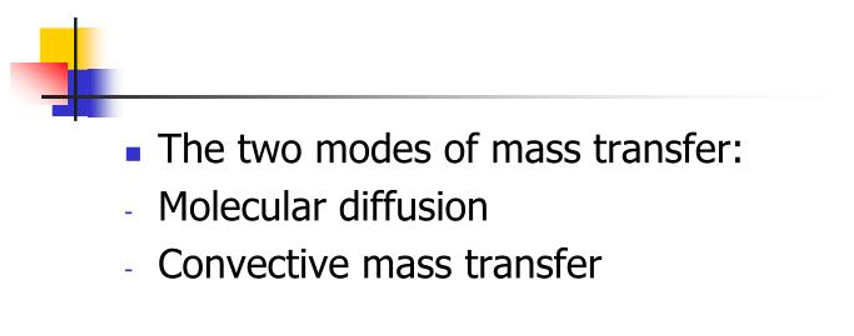 ■ The two modes of mass transfer:
- Molecular diffusion
- Convective mass transfer